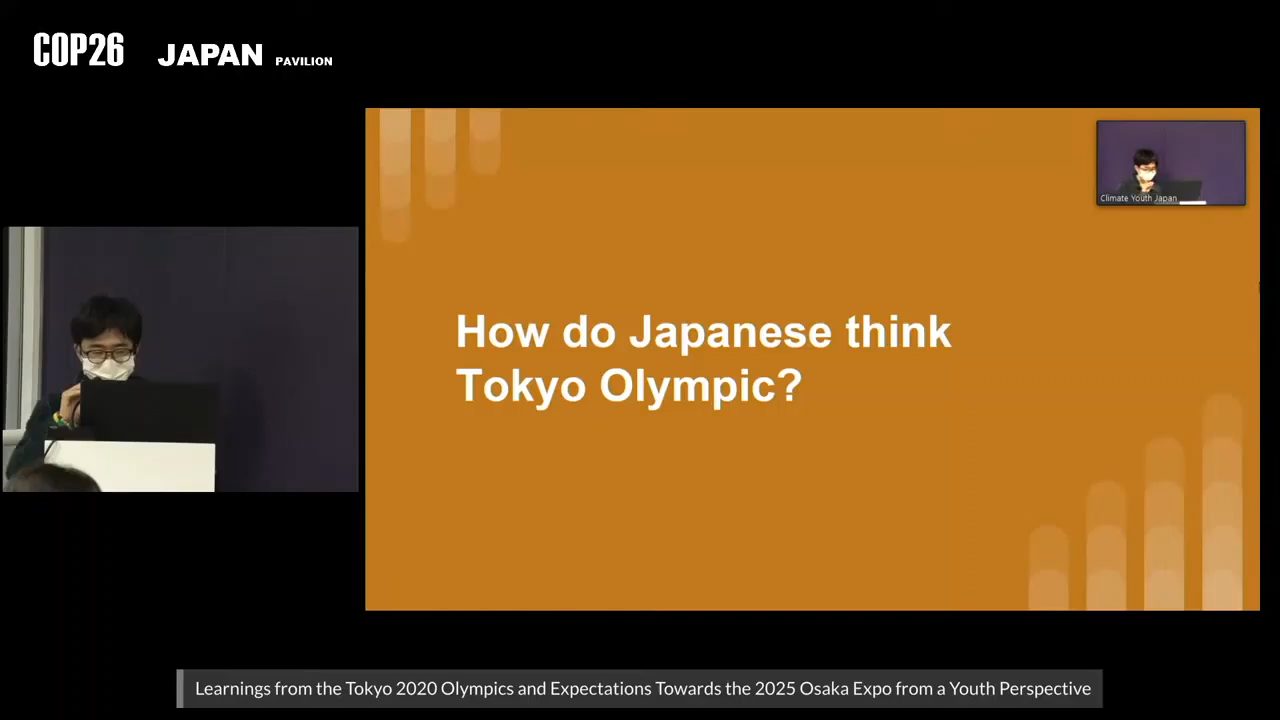 COP26 JAPAN PAVILION
Climate Youth Japan
How do Japanese think
Tokyo Olympic?
Learnings from the Tokyo 2020 Olympics and Expectations Towards the 2025 Osaka Expo from a Youth Perspective